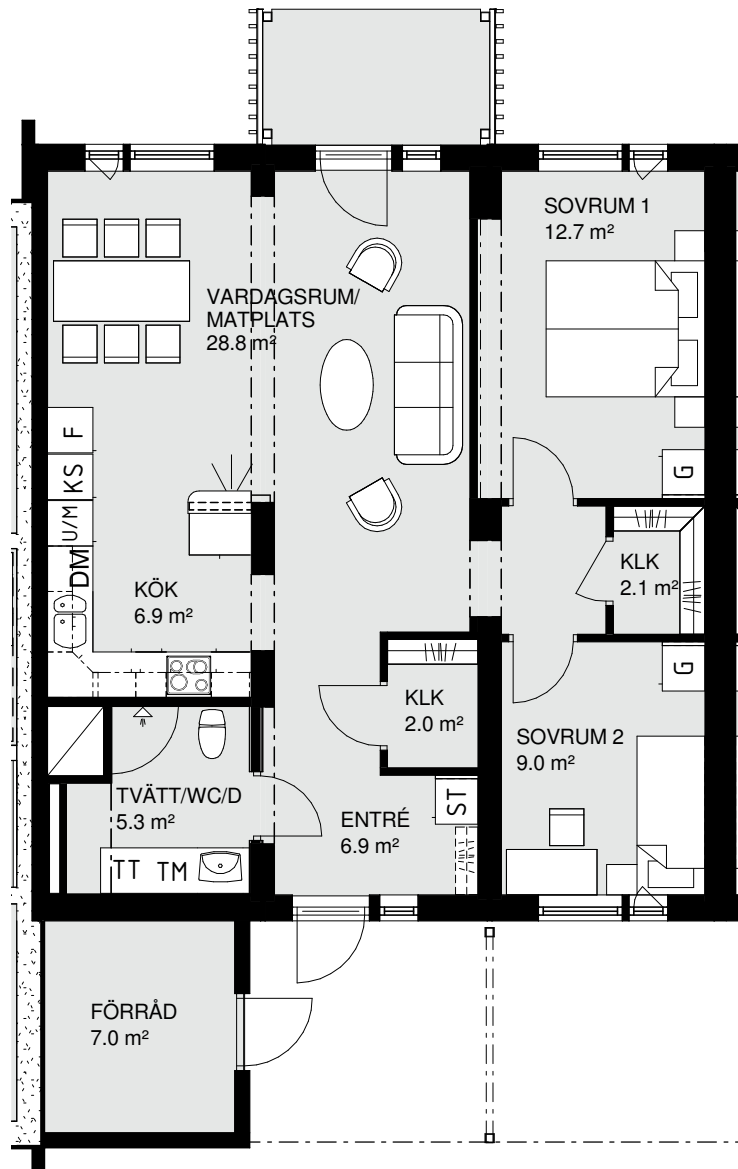 SOVRUM 1
12.7 m²
VARDAGSRUM/
MATPLATS
28.8 m²
F
KS
U/M
DM
G
KÖK
6.9 m²
KLK
2.1 m²
G
KLK
2.0 m²
SOVRUM 2
9.0 m²
TVÄTT/WC/D
5.3 m²
ST
ENTRÉ
6.9 m²
TT TM
FÖRRÅD
7.0 m²